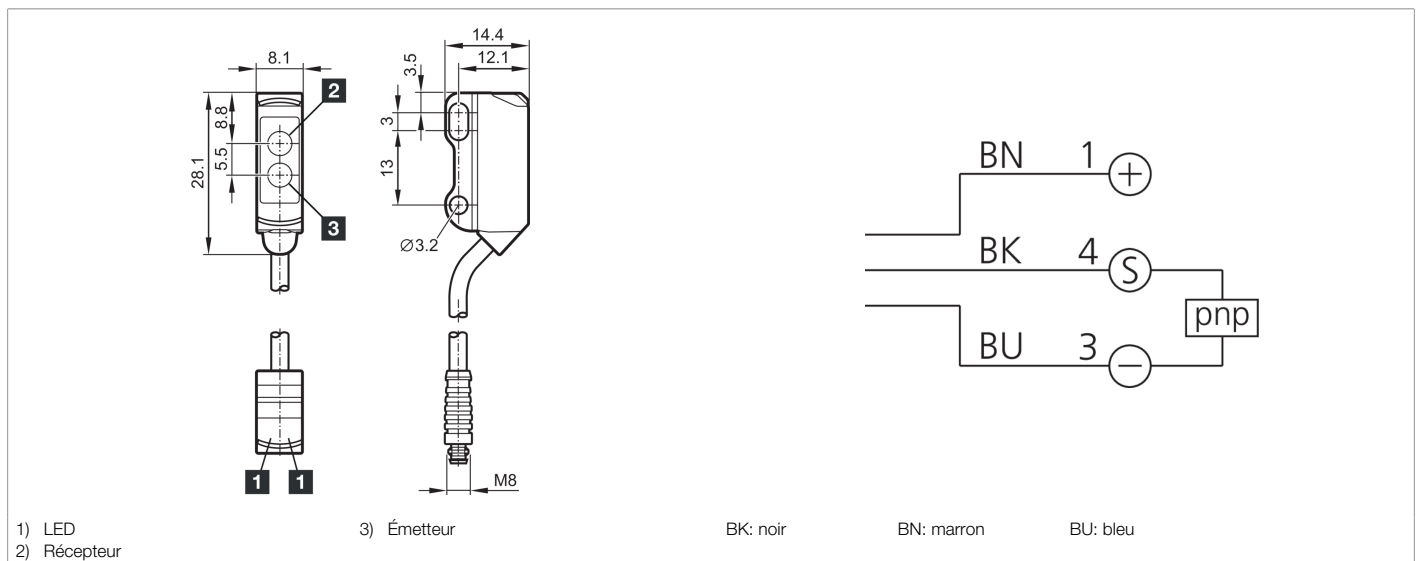 14.4
8.1
12.1
3.5
2
8.8
3
28.1
5.5
13
3
Ø3.2
1
1
M8
BN 1 +
BK 4 S
pnp
BU 3 −
1) LED
2) Récepteur
3) Émetteur
BK: noir
BN: marron
BU: bleu